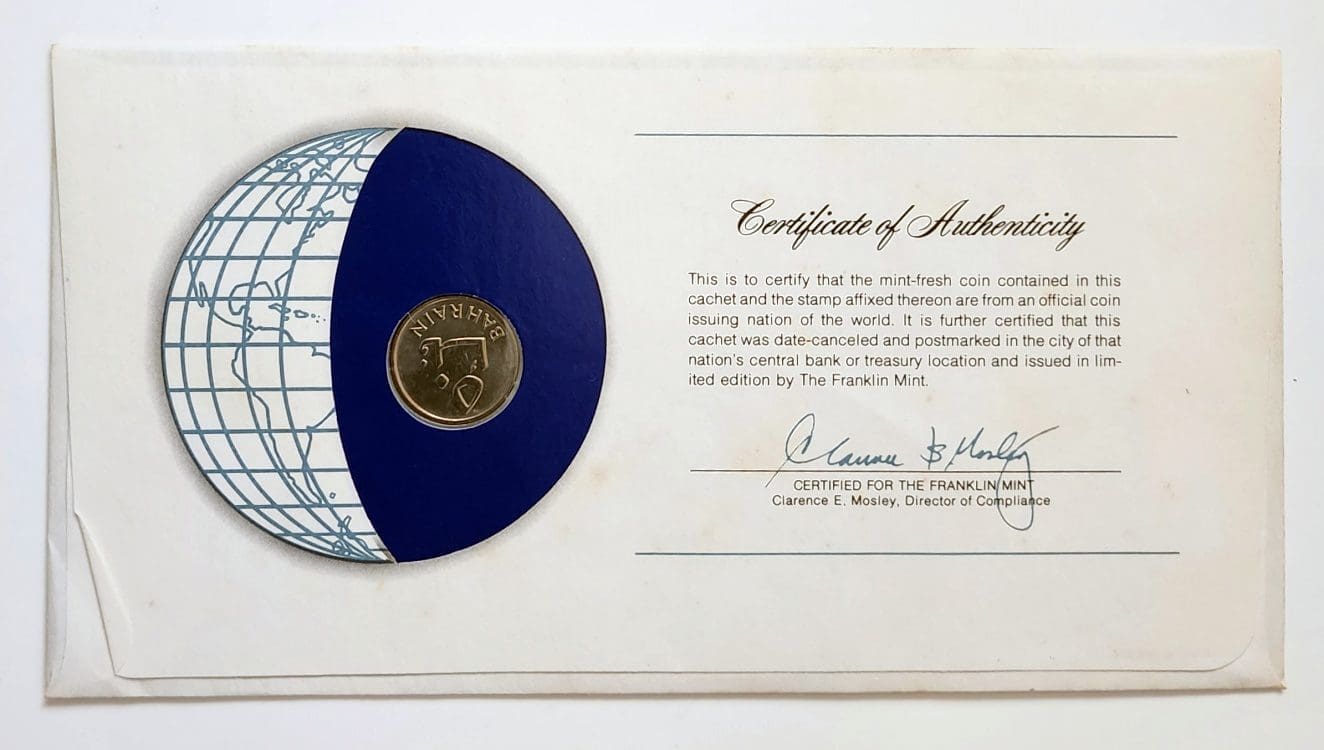 BAHRAIN
Certificate of Authenticity
This is to certify that the mint-fresh coin contained in this
cachet and the stamp affixed thereon are from an official coin
issuing nation of the world. It is further certified that this
cachet was date-canceled and postmarked in the city of that
nation's central bank or treasury location and issued in lim-
ited edition by The Franklin Mint.
Clarence E Mosley
CERTIFIED FOR THE FRANKLIN MINT
Clarence E. Mosley, Director of Compliance